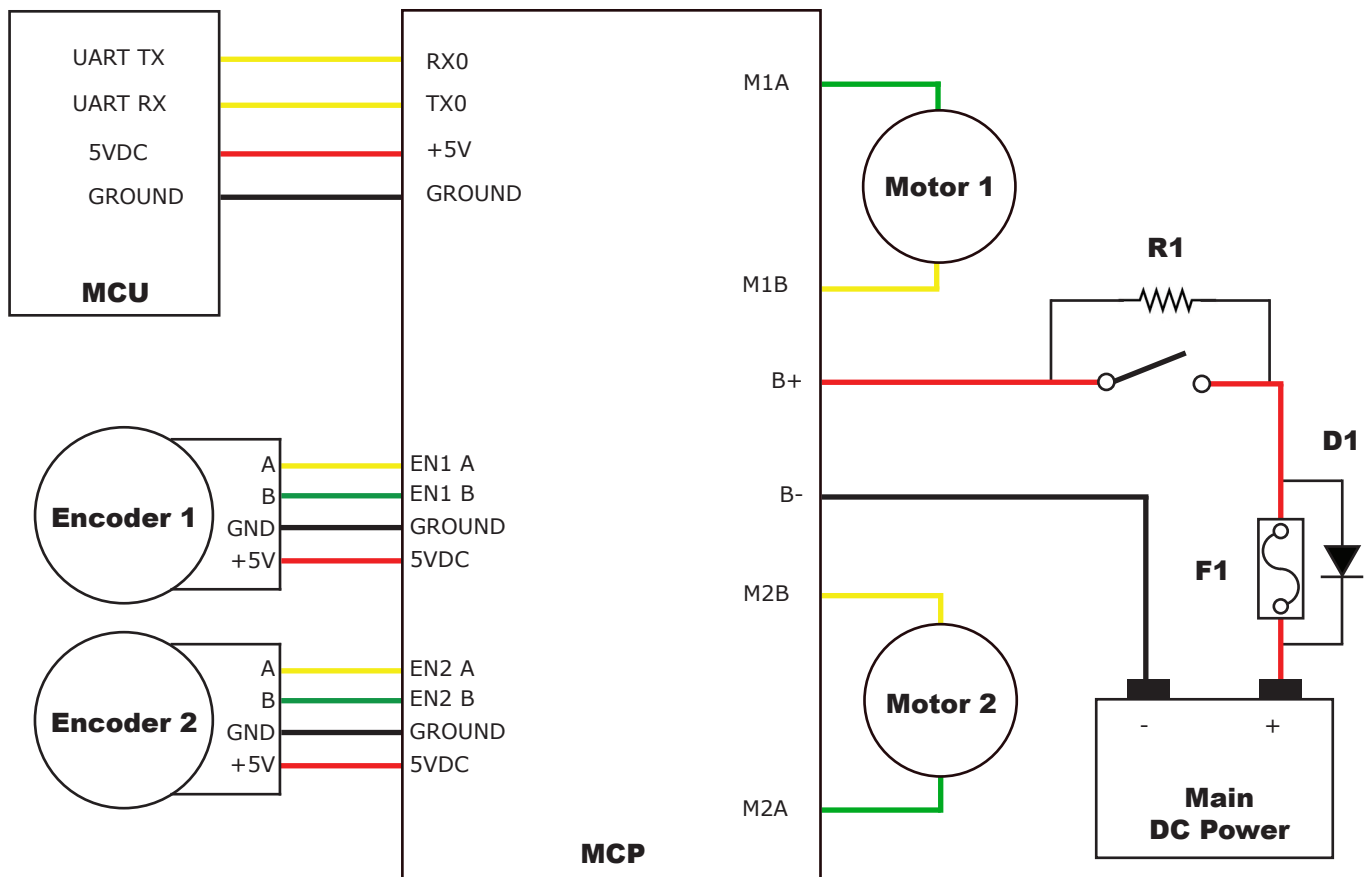 UART TX
UART RX
5VDC
GROUND
MCU
RX0
TX0
+5V
GROUND
M1A
Motor 1
M1B
R1
B+
B-
D1
F1
Encoder 1
A
B
GND
+5V
EN1 A
EN1 B
GROUND
5VDC
Encoder 2
A
B
GND
+5V
EN2 A
EN2 B
GROUND
5VDC
M2B
Motor 2
M2A
- +
Main
DC Power
MCP